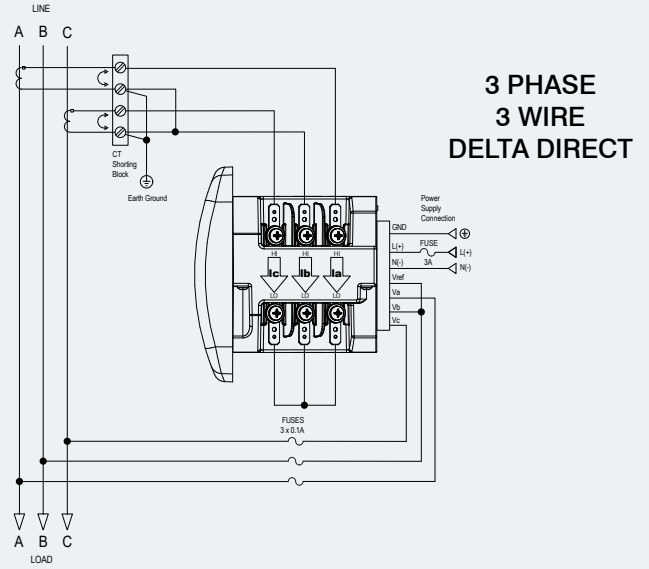 LINE
A B C
3 PHASE
3 WIRE
DELTA DIRECT
CT
Shorting
Block
Earth Ground
Power
Supply
Connection
GND
L(+)
FUSE
L(+)
3A
N(-)
N(-)
Vref
Va
Vb
Vc
HI HI HI
Ic Ib Ia
LO LO LO
FUSES
3 x 0.1A
A B C
LOAD